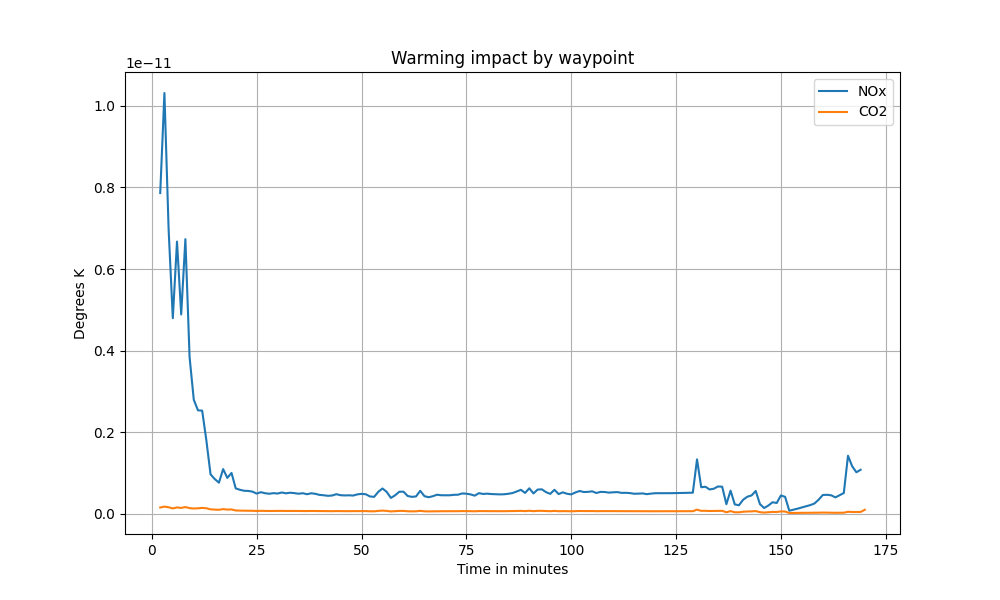 Warming impact by waypoint
1e−11
NOx
CO2
1.0
0.8
0.6
0.4
0.2
0.0
Degrees K
0 25 50 75 100 125 150 175
Time in minutes